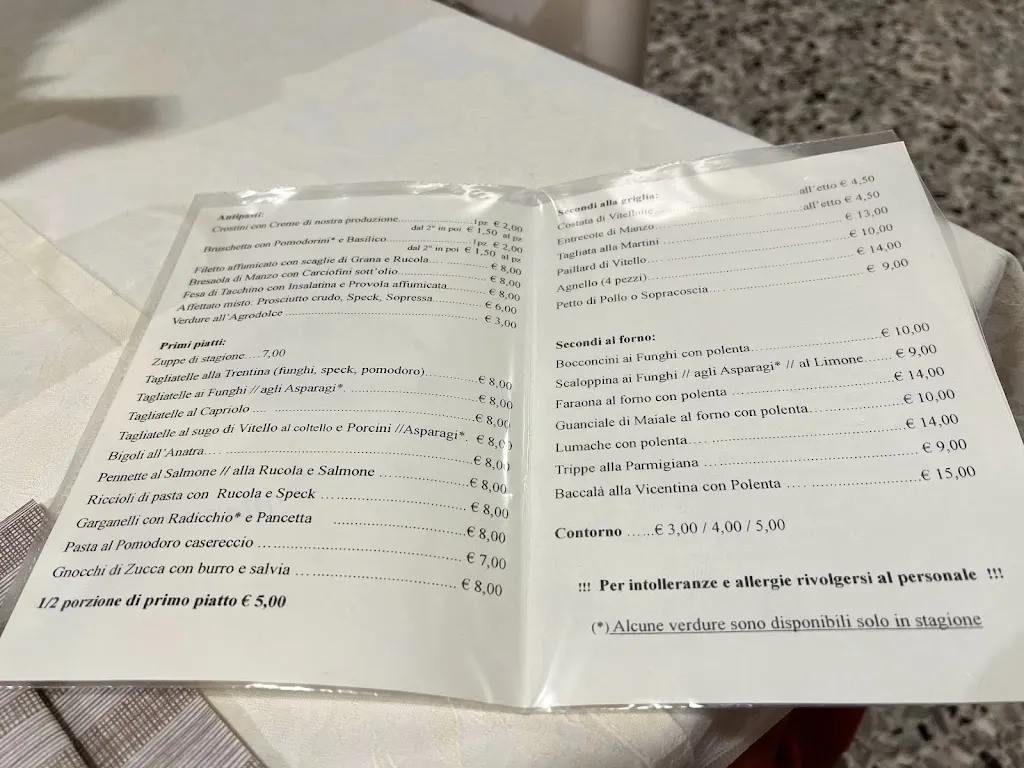 Antipasti:
Crostini con Creme di nostra produzione..................1pz € 2,00
dal 2° in poi € 1,50 al pz
Bruschetta con Pomodorini* e Basilico.....................1pz € 2,00
dal 2° in poi € 1,50 al pz
Filetto affumicato con scaglie di Grana e Rucola...............€ 8,00
Bresaola di Manzo con Carciofini sott'olio.......................€ 8,00
Fesa di Tacchino con Insalatina e Provola affumicata...........€ 8,00
Affettato misto: Prosciutto crudo, Speck, Sopressa.............€ 6,00
Verdure all'Agrodolce ............................................€ 3,00
Primi piatti:
Zuppe di stagione....7,00
Tagliatelle alla Trentina (funghi, speck, pomodoro)............€ 8,00
Tagliatelle ai Funghi // agli Asparagi*. ..........................€ 8,00
Tagliatelle al Capriolo ............................................€ 8,00
Tagliatelle al sugo di Vitello al coltello e Porcini //Asparagi*. € 8,00
Bigoli all'Anatra....................................................€ 8,00
Pennette al Salmone // alla Rucola e Salmone ...................€ 8,00
Riccioli di pasta con Rucola e Speck .............................€ 8,00
Garganelli con Radicchio* e Pancetta ..........................€ 8,00
Pasta al Pomodoro casereccio ....................................€ 7,00
Gnocchi di Zucca con burro e salvia .............................€ 8,00
1/2 porzione di primo piatto € 5,00
Secondi alla griglia:
Costata di Vitellone..............................all'etto € 4,50
Entrecote di Manzo..............................all'etto € 4,50
Tagliata alla Martini .....................................€ 13,00
Paillard di Vitello..........................................€ 10,00
Agnello (4 pezzi)..........................................€ 14,00
Petto di Pollo o Sopracoscia...............................€ 9,00
Secondi al forno:
Bocconcini ai Funghi con polenta..........................€ 10,00
Scaloppina ai Funghi // agli Asparagi* // al Limone......€ 9,00
Faraona al forno con polenta ..............................€ 14,00
Guanciale di Maiale al forno con polenta..................€ 10,00
Lumache con polenta........................................€ 14,00
Trippe alla Parmigiana .....................................€ 9,00
Baccalà alla Vicentina con Polenta ........................€ 15,00
Contorno ......€ 3,00 / 4,00 / 5,00
!!! Per intolleranze e allergie rivolgersi al personale !!!
(*) Alcune verdure sono disponibili solo in stagione